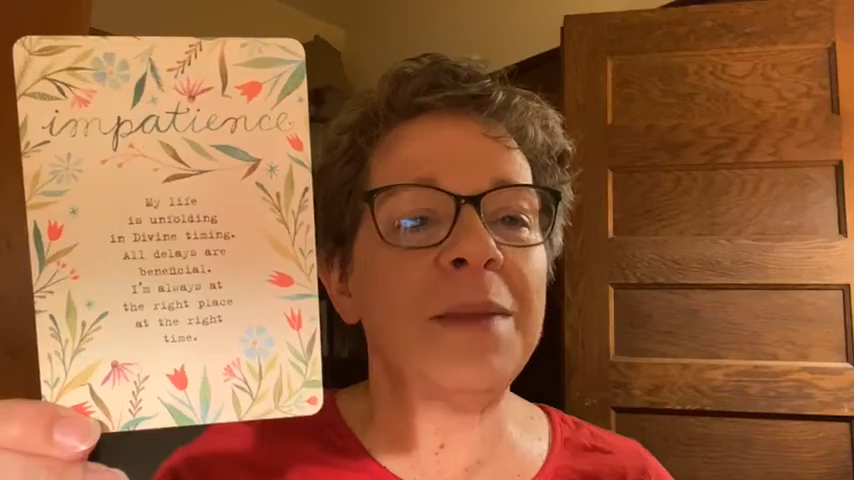 impatience
My life
is unfolding
in Divine timing.
All delays are
beneficial.
I'm always at
the right place
at the right
time.